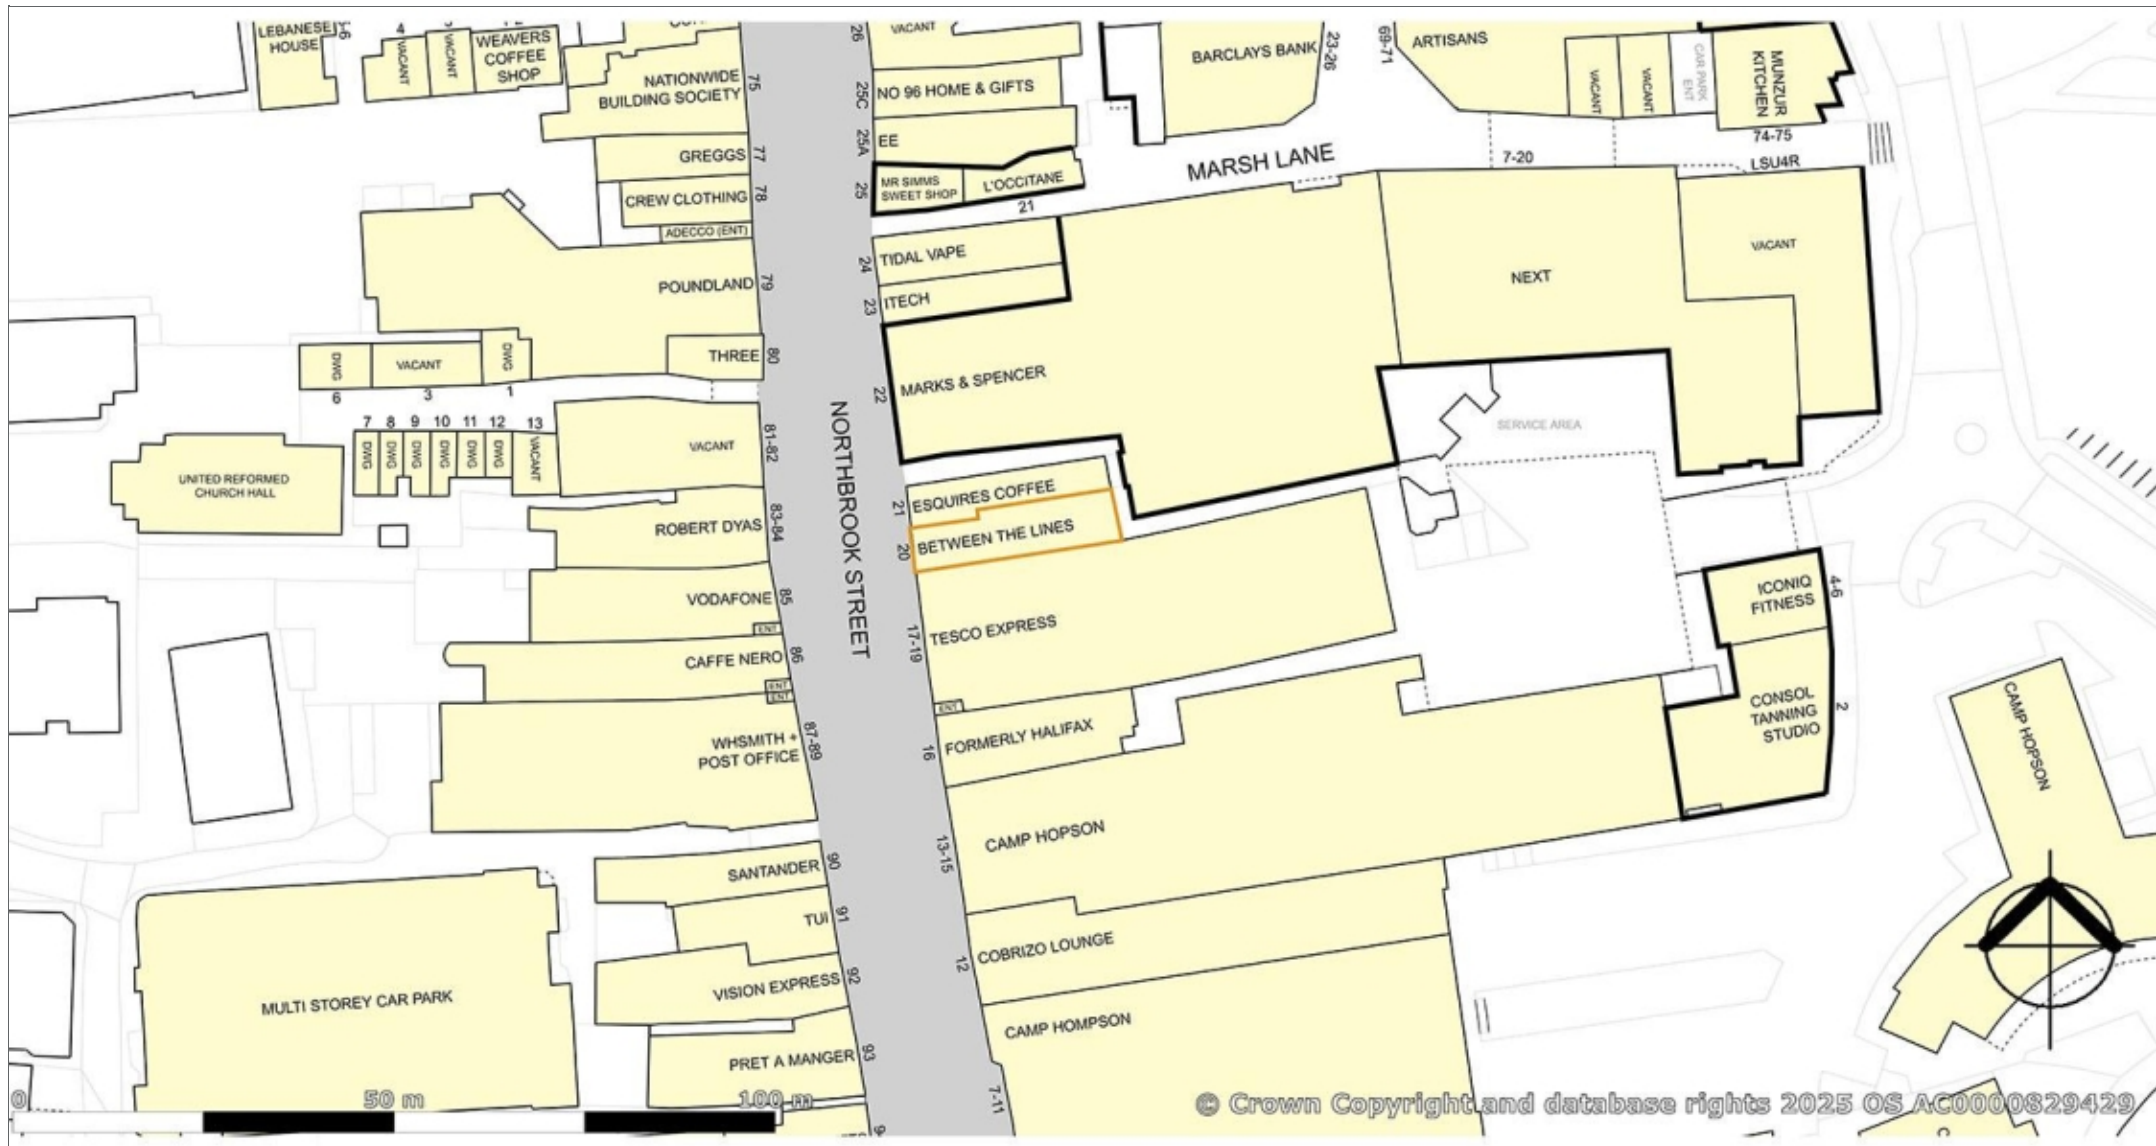 LEBANESE
HOUSE
4
VACANT
VACANT
WEAVERS
COFFEE
SHOP
NATIONWIDE
BUILDING SOCIETY
75
GREGGS
77
CREW CLOTHING
78
ADECCO (ENT)
POUNDLAND
79
THREE
80
DWG
VACANT
DWG
6
3
1
7
8
9
10
11
12
13
DWG
DWG
DWG
DWG
DWG
DWG
VACANT
VACANT
81-82
UNITED REFORMED
CHURCH HALL
ROBERT DYAS
83-84
VODAFONE
85
ENT
CAFFE NERO
86
ENT
ENT
WHSMITH +
POST OFFICE
87-89
SANTANDER
90
TUI
91
VISION EXPRESS
92
PRET A MANGER
93
MULTI STOREY CAR PARK
NORTHBROOK STREET
26
VACANT
25C
NO 96 HOME & GIFTS
25A
EE
25
MR SIMMS
SWEET SHOP
L'OCCITANE
21
24
TIDAL VAPE
23
ITECH
22
MARKS & SPENCER
21
ESQUIRES COFFEE
20
BETWEEN THE LINES
17-19
TESCO EXPRESS
ENT
16
FORMERLY HALIFAX
13-15
CAMP HOPSON
12
COBRIZO LOUNGE
CAMP HOMPSON
7-11
BARCLAYS BANK
23-26
MARSH LANE
69-71
ARTISANS
VACANT
VACANT
CAR PARK
ENT
MUNZUR
KITCHEN
74-75
7-20
LSU4R
NEXT
VACANT
SERVICE AREA
ICONIQ
FITNESS
4-6
CONSOL
TANNING
STUDIO
2
CAMP HOPSON
0
50 m
100 m
© Crown Copyright and database rights 2025 OS AC0000829429